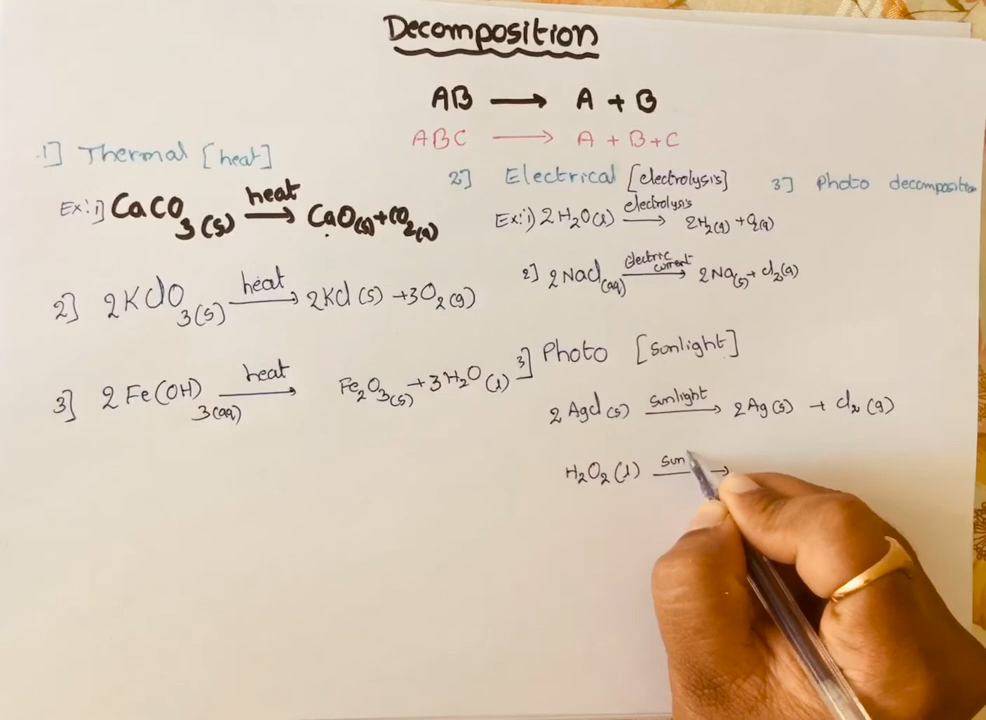 Decomposition
AB ⟶ A + B
ABC ⟶ A + B + C
1] Thermal [heat]
Ex: 1] CaCO3(s) heat⟶ CaO(s) + CO2(g)
2] 2KClO3(s) heat⟶ 2KCl (s) + 3O2(g)
3] 2Fe(OH)3(aq) heat⟶ Fe2O3(s) + 3H2O(l)
2] Electrical [electrolysis]
Ex: 1) 2H2O(l) electrolysis⟶ 2H2(g) + O2(g)
2] 2NaCl(aq) electric current⟶ 2Na(s) + Cl2(g)
3] Photo decomposition
3] Photo [sunlight]
2AgCl(s) sunlight⟶ 2Ag(s) + Cl2(g)
H2O2(l) sun⟶